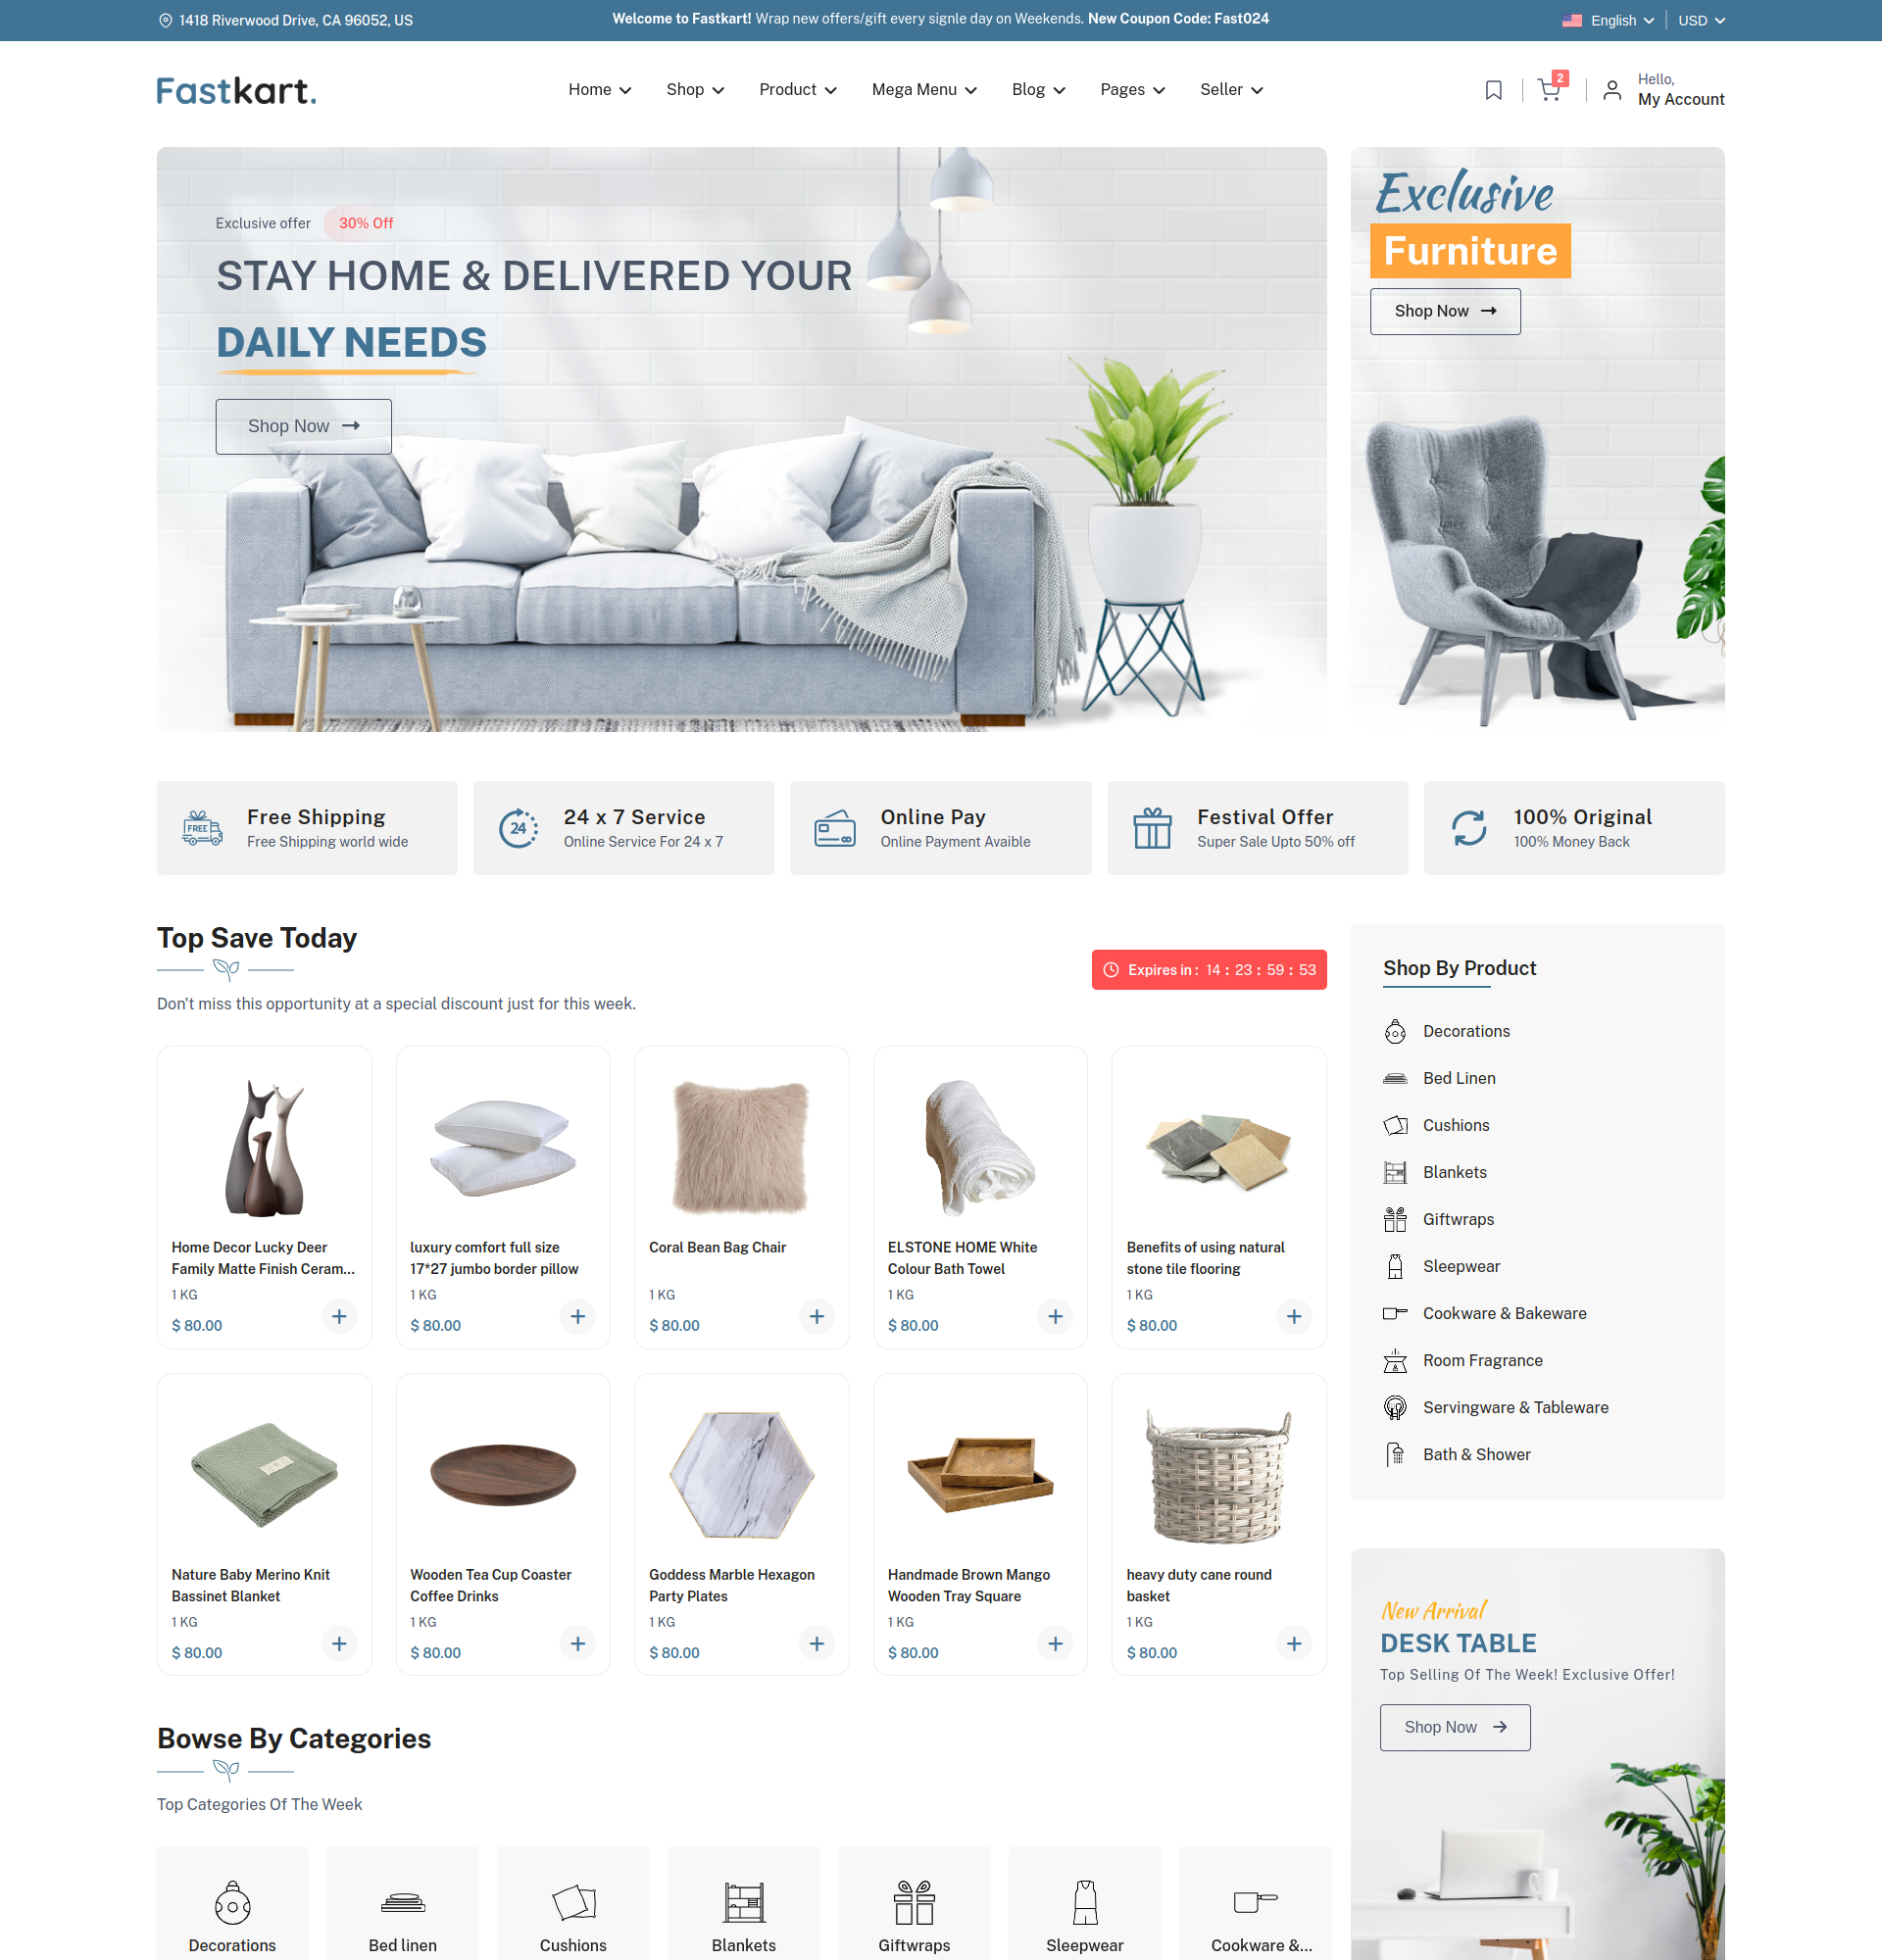 1418 Riverwood Drive, CA 96052, US
Welcome to Fastkart! Wrap new offers/gift every signle day on Weekends. New Coupon Code: Fast024
English
USD
Fastkart.
Home
Shop
Product
Mega Menu
Blog
Pages
Seller
2
Hello,
My Account
Exclusive offer 30% Off
STAY HOME & DELIVERED YOUR
DAILY NEEDS
Shop Now
Exclusive
Furniture
Shop Now
FREE
Free Shipping
Free Shipping world wide
24
24 x 7 Service
Online Service For 24 x 7
Online Pay
Online Payment Avaible
Festival Offer
Super Sale Upto 50% off
100% Original
100% Money Back
Top Save Today
Don't miss this opportunity at a special discount just for this week.
Expires in : 14 : 23 : 59 : 53
Home Decor Lucky Deer
Family Matte Finish Ceram...
1 KG
$ 80.00
luxury comfort full size
17*27 jumbo border pillow
1 KG
$ 80.00
Coral Bean Bag Chair
1 KG
$ 80.00
ELSTONE HOME White
Colour Bath Towel
1 KG
$ 80.00
Benefits of using natural
stone tile flooring
1 KG
$ 80.00
Nature Baby Merino Knit
Bassinet Blanket
1 KG
$ 80.00
Wooden Tea Cup Coaster
Coffee Drinks
1 KG
$ 80.00
Goddess Marble Hexagon
Party Plates
1 KG
$ 80.00
Handmade Brown Mango
Wooden Tray Square
1 KG
$ 80.00
heavy duty cane round
basket
1 KG
$ 80.00
Shop By Product
Decorations
Bed Linen
Cushions
Blankets
Giftwraps
Sleepwear
Cookware & Bakeware
Room Fragrance
Servingware & Tableware
Bath & Shower
New Arrival
DESK TABLE
Top Selling Of The Week! Exclusive Offer!
Shop Now
Bowse By Categories
Top Categories Of The Week
Decorations
Bed linen
Cushions
Blankets
Giftwraps
Sleepwear
Cookware &...